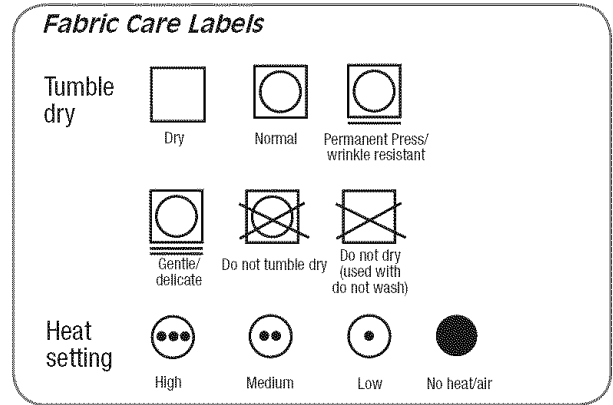 Fabric Care Labels
Tumble
dry
Dry
Normal
Permanent Press/
wrinkle resistant
Gentle/
delicate
Do not tumble dry
Do not dry
(used with
do not wash)
Heat
setting
High
Medium
Low
No heat/air